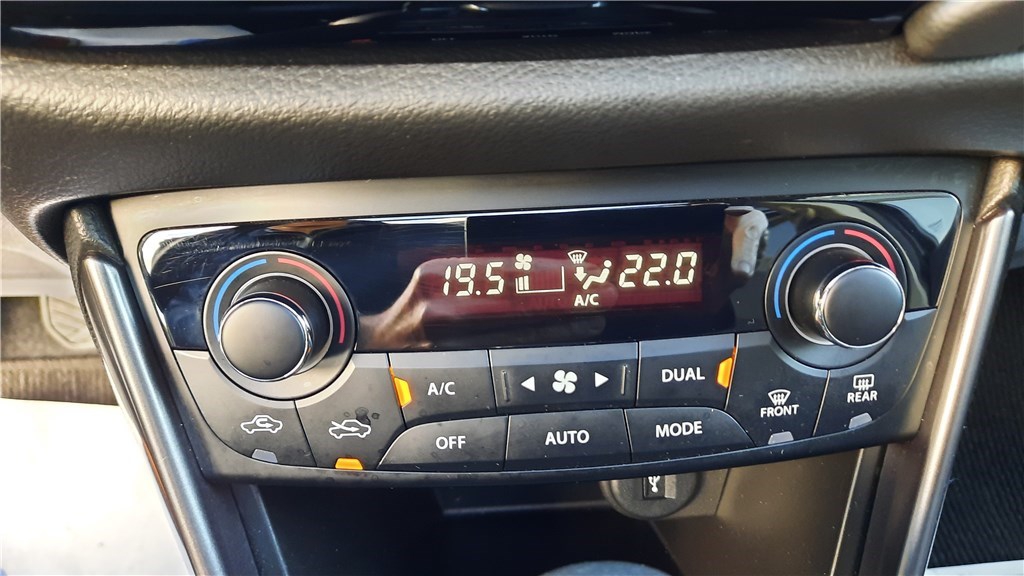 19.5 22.0
A/C
A/C DUAL
OFF AUTO MODE
FRONT
REAR